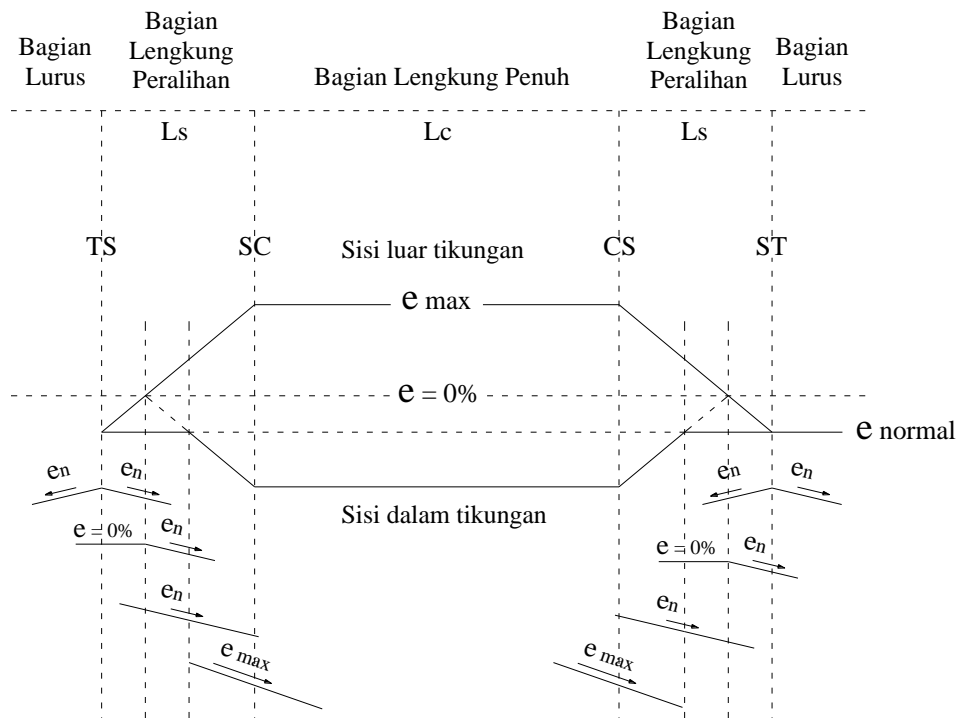 Bagian
Lurus
Bagian
Lengkung
Peralihan
Bagian Lengkung Penuh
Bagian
Lengkung
Peralihan
Bagian
Lurus
Ls
Lc
Ls
TS
SC
Sisi luar tikungan
CS
ST
e max
e = 0%
e normal
en
en
en
en
Sisi dalam tikungan
e = 0%
en
e = 0%
en
en
en
e max
e max